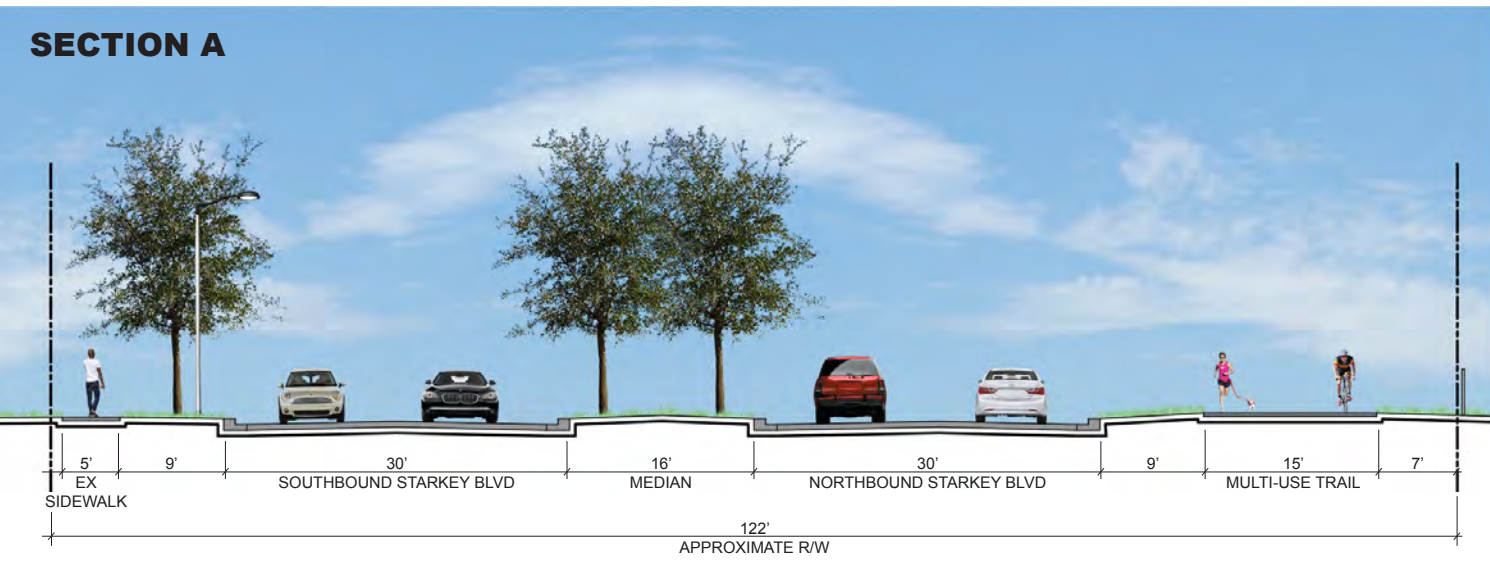 SECTION A
5’ 9’ 30’ 16’ 30’ 9’ 15’ 7’
EX SOUTHBOUND STARKEY BLVD MEDIAN NORTHBOUND STARKEY BLVD MULTI-USE TRAIL
SIDEWALK
122’
APPROXIMATE R/W